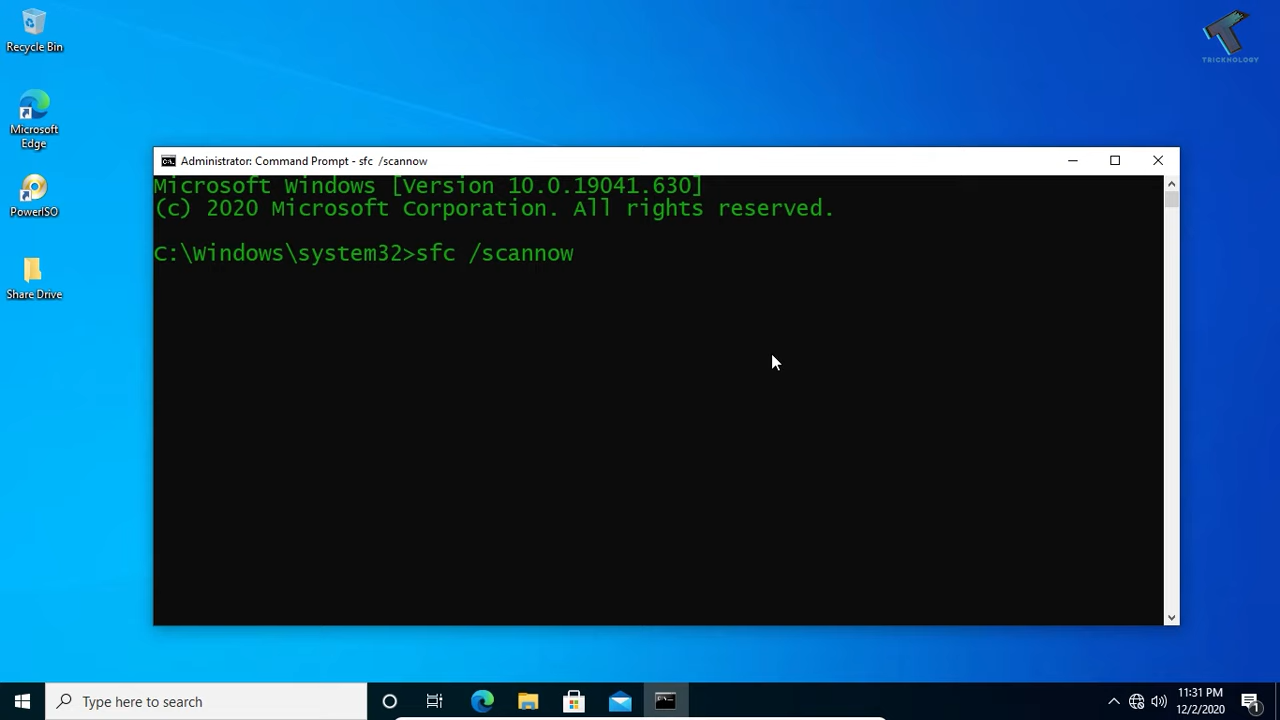 Recycle Bin
TRICKNOLOGY
Microsoft
Edge
PowerISO
Share Drive
Administrator: Command Prompt - sfc  /scannow
Microsoft Windows [Version 10.0.19041.630]
(c) 2020 Microsoft Corporation. All rights reserved.
C:\Windows\system32>sfc /scannow
Type here to search
11:31 PM
12/2/2020
1